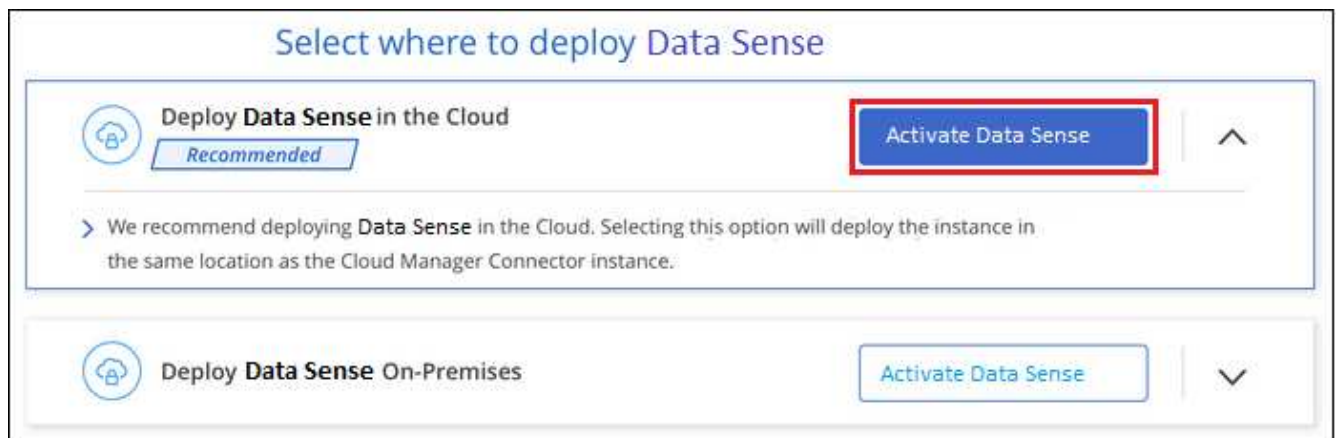 Select where to deploy Data Sense
Deploy Data Sense in the Cloud
Recommended
Activate Data Sense
We recommend deploying Data Sense in the Cloud. Selecting this option will deploy the instance in
the same location as the Cloud Manager Connector instance.
Deploy Data Sense On-Premises
Activate Data Sense